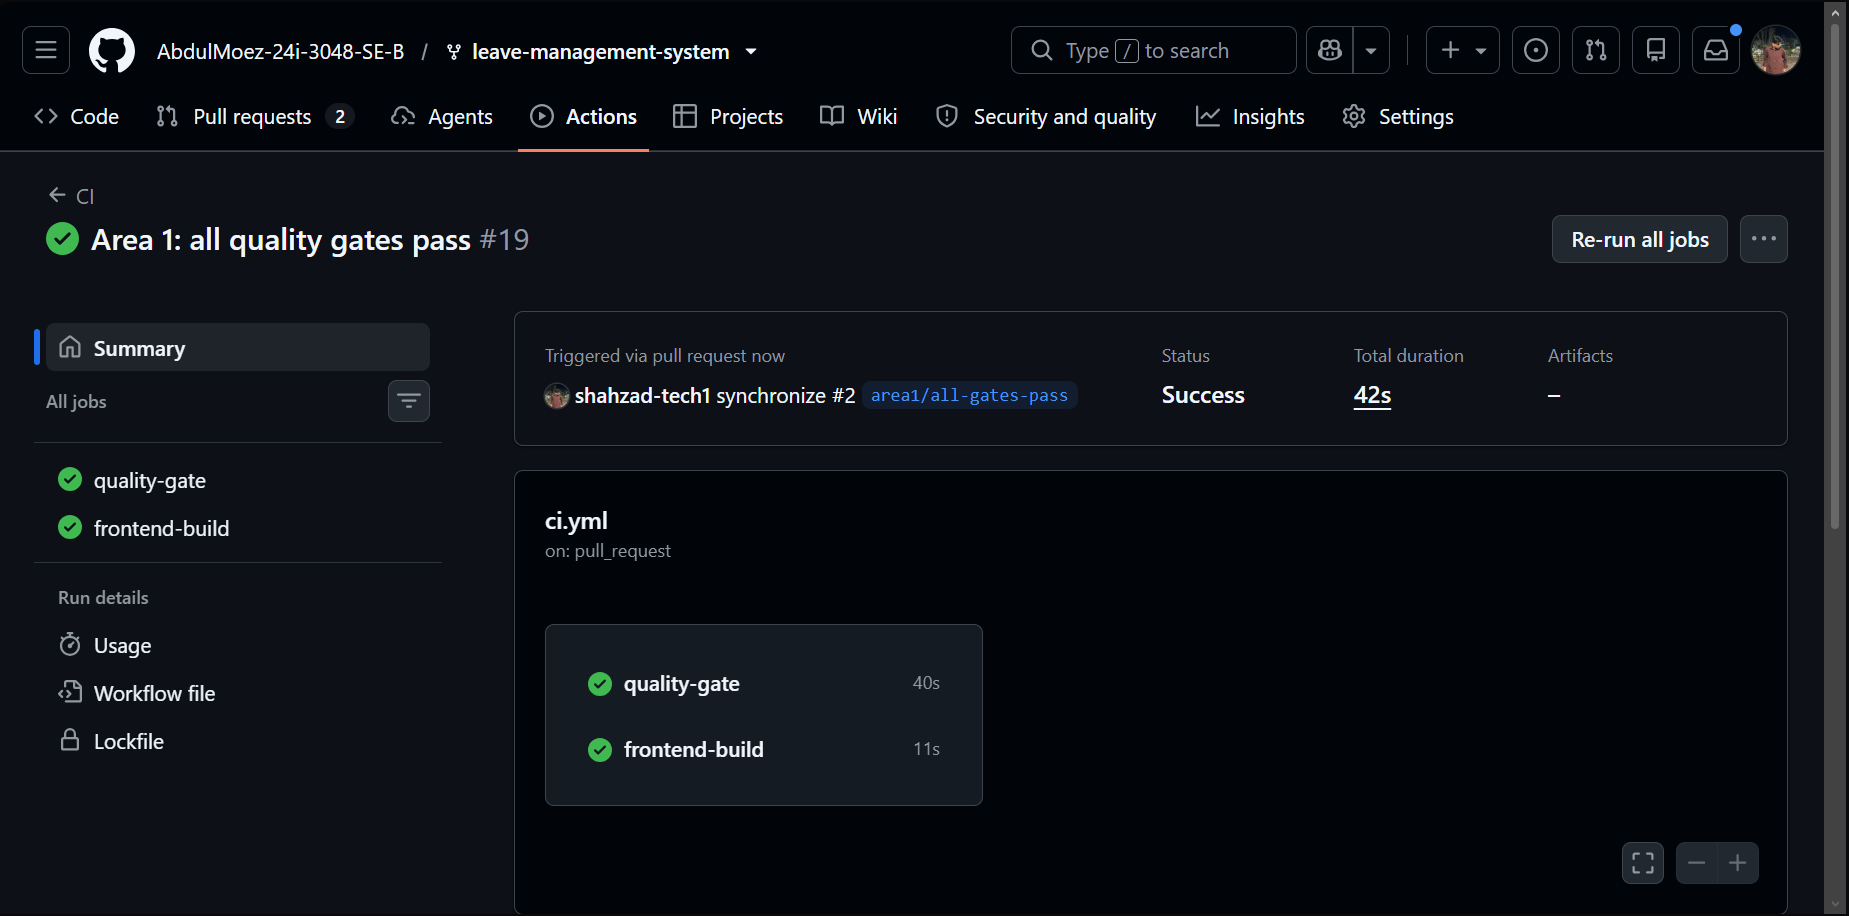 AbdulMoez-24i-3048-SE-B / leave-management-system
Type / to search
Code
Pull requests 2
Agents
Actions
Projects
Wiki
Security and quality
Insights
Settings
CI
Area 1: all quality gates pass #19
Re-run all jobs
Summary
All jobs
quality-gate
frontend-build
Run details
Usage
Workflow file
Lockfile
Triggered via pull request now
shahzad-tech1 synchronize #2 area1/all-gates-pass
Status
Success
Total duration
42s
Artifacts
–
ci.yml
on: pull_request
quality-gate 40s
frontend-build 11s